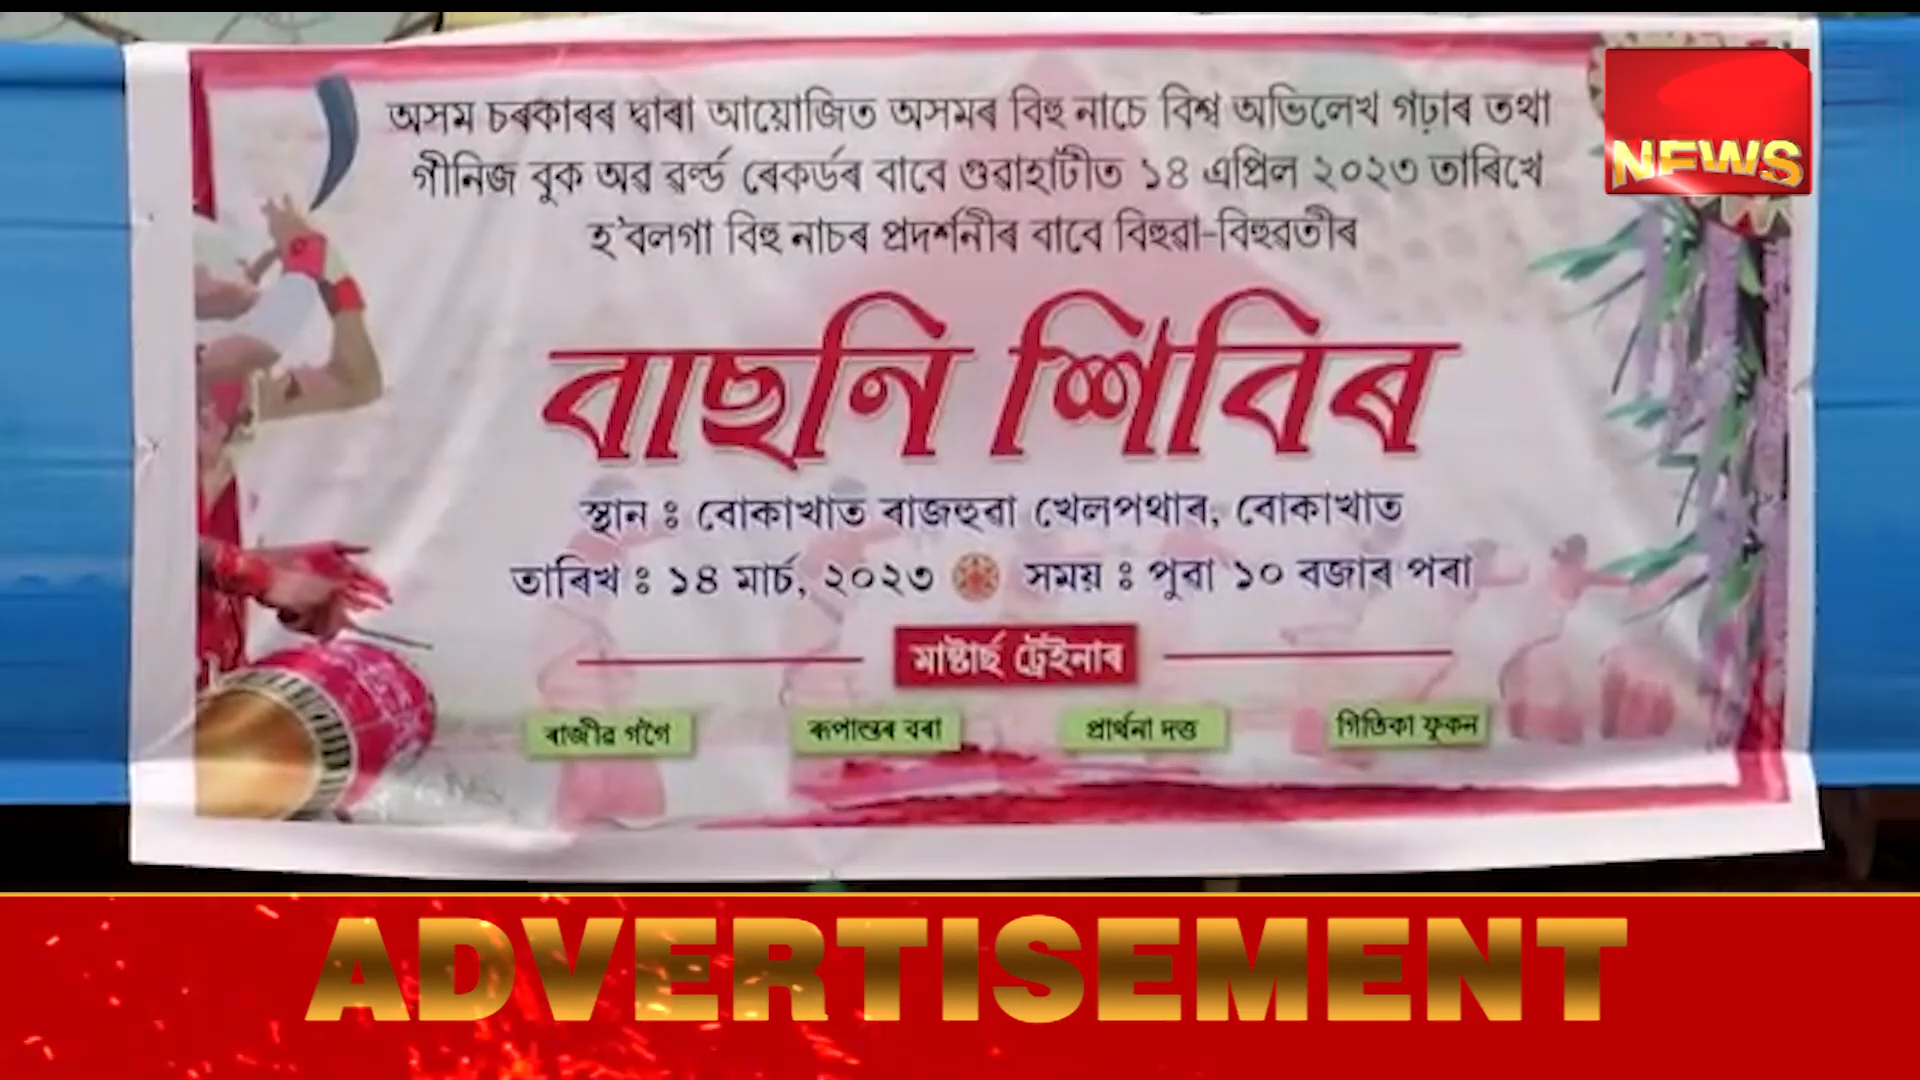 অসম চৰকাৰৰ দ্বাৰা আয়োজিত অসমৰ বিহু নাচে বিশ্ব অভিলেখ গঢ়াৰ তথা
NEWS
গীনিজ বুক অৱ ৱৰ্ল্ড ৰেকৰ্ডৰ বাবে গুৱাহাটীত ১৪ এপ্ৰিল ২০২৩ তাৰিখে
হ'বলগা বিহু নাচৰ প্ৰদৰ্শনীৰ বাবে বিহুৱা-বিহুৱতীৰ
বাছনি শিবিৰ
স্থান ঃ বোকাখাত ৰাজহুৱা খেলপথাৰ, বোকাখাত
তাৰিখ ঃ ১৪ মাৰ্চ, ২০২৩ সময় ঃ পুৱা ১০ বজাৰ পৰা
মাষ্টাৰ্ছ ট্ৰেইনাৰ
ৰাজীৱ গগৈ ৰূপান্তৰ বৰা প্ৰাৰ্থনা দত্ত গিতিকা ফুকন
ADVERTISEMENT